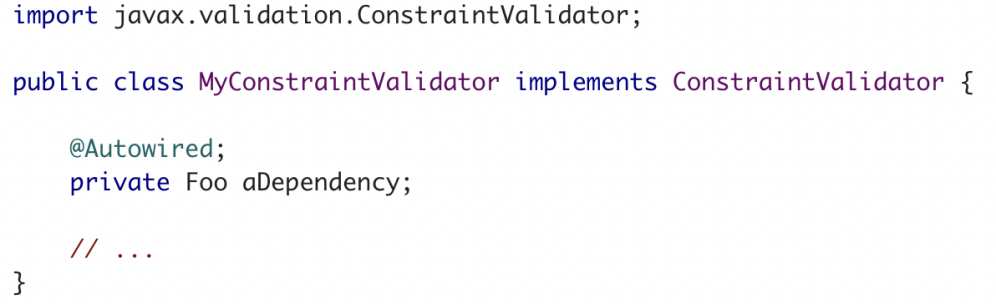 import javax.validation.ConstraintValidator;
public class MyConstraintValidator implements ConstraintValidator {
@Autowired;
private Foo aDependency;
// ...
}